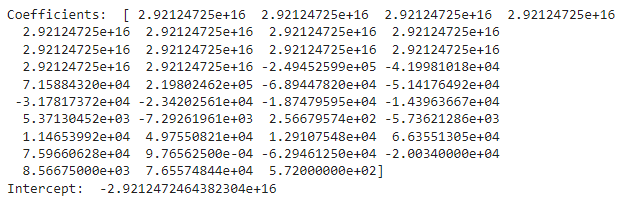 Coefficients:  [ 2.92124725e+16  2.92124725e+16  2.92124725e+16  2.92124725e+16
  2.92124725e+16  2.92124725e+16  2.92124725e+16  2.92124725e+16
  2.92124725e+16  2.92124725e+16  2.92124725e+16  2.92124725e+16
  2.92124725e+16  2.92124725e+16 -2.49452599e+05 -4.19981018e+04
  7.15884320e+04  2.19802462e+05 -6.89447820e+04 -5.14176492e+04
 -3.17817372e+04 -2.34202561e+04 -1.87479595e+04 -1.43963667e+04
  5.37130452e+03 -7.29261961e+03  2.56679574e+02 -5.73621286e+03
  1.14653992e+04  4.97550821e+04  1.29107548e+04  6.63551305e+04
  7.59660628e+04  9.76562500e-04 -6.29461250e+04 -2.00340000e+04
  8.56675000e+03  7.65574844e+04  5.72000000e+02]
Intercept:  -2.9212472464382304e+16